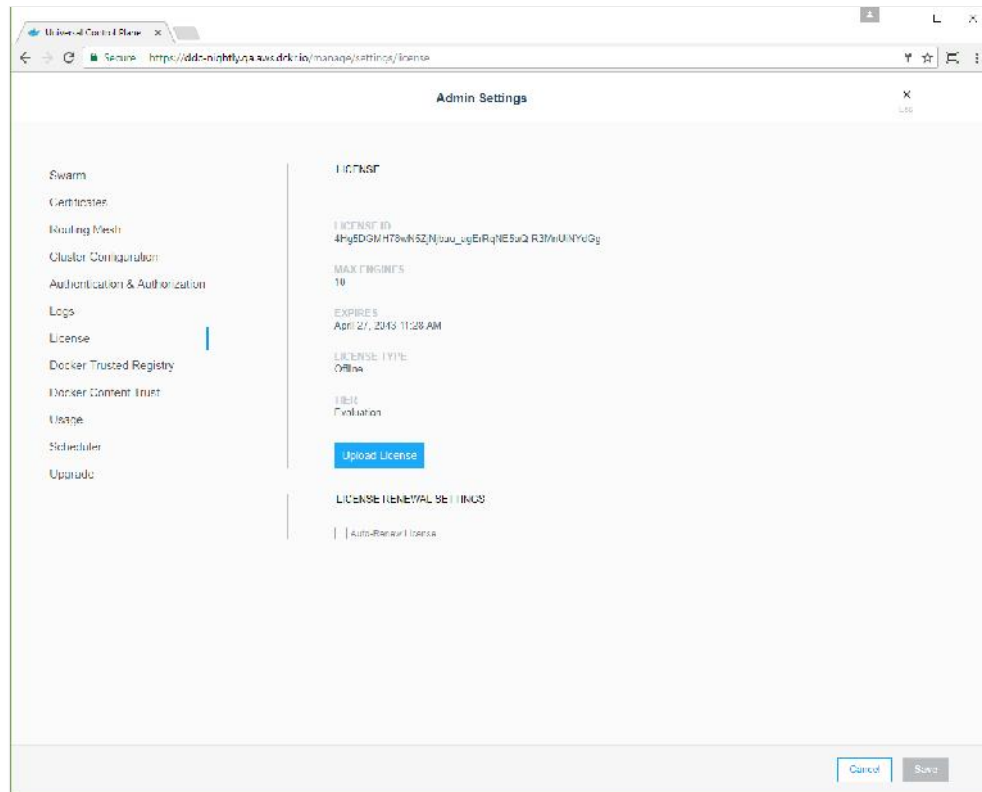 Universal Control Plane
Secure https://ddc-nightly.qa.aws.dckr.io/manage/settings/license
Admin Settings
Swarm
Certificates
Routing Mesh
Cluster Configuration
Authentication & Authorization
Logs
License
Docker Trusted Registry
Docker Content Trust
Usage
Scheduler
Upgrade
LICENSE
LICENSE ID
MAX ENGINES
10
EXPIRES
April 27, 2043 11:28 AM
LICENSE TYPE
Offline
TIER
Evaluation
Upload License
LICENSE RENEWAL SETTINGS
Auto-Renew License
Cancel
Save